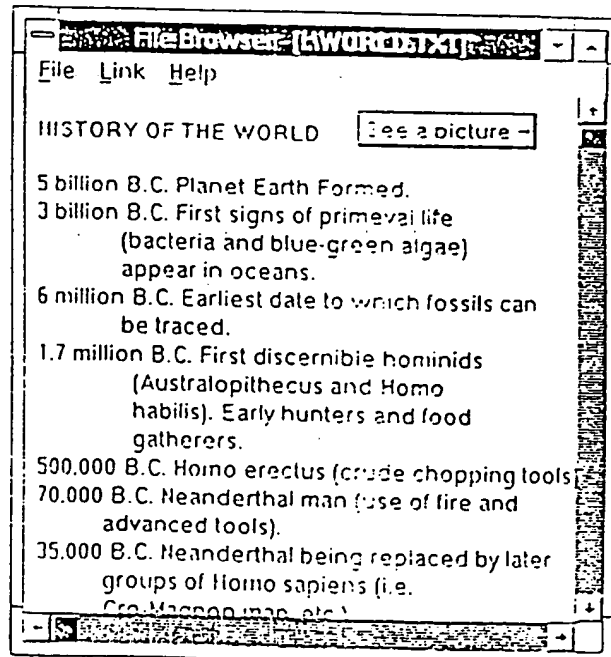 File Browser - [L:\WORLD.TXT]
File Link Help
HISTORY OF THE WORLD
See a picture
5 billion B.C. Planet Earth Formed.
3 billion B.C. First signs of primeval life
(bacteria and blue-green algae)
appear in oceans.
6 million B.C. Earliest date to which fossils can
be traced.
1.7 million B.C. First discernible hominids
(Australopithecus and Homo
habilis). Early hunters and food
gatherers.
500.000 B.C. Homo erectus (crude chopping tools
70.000 B.C. Neanderthal man (use of fire and
advanced tools).
35.000 B.C. Neanderthal being replaced by later
groups of Homo sapiens (i.e.
Cro-Magnon man, etc.)